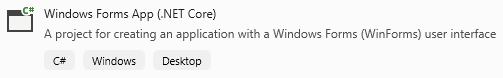 C#
Windows Forms App (.NET Core)
A project for creating an application with a Windows Forms (WinForms) user interface
C# Windows Desktop